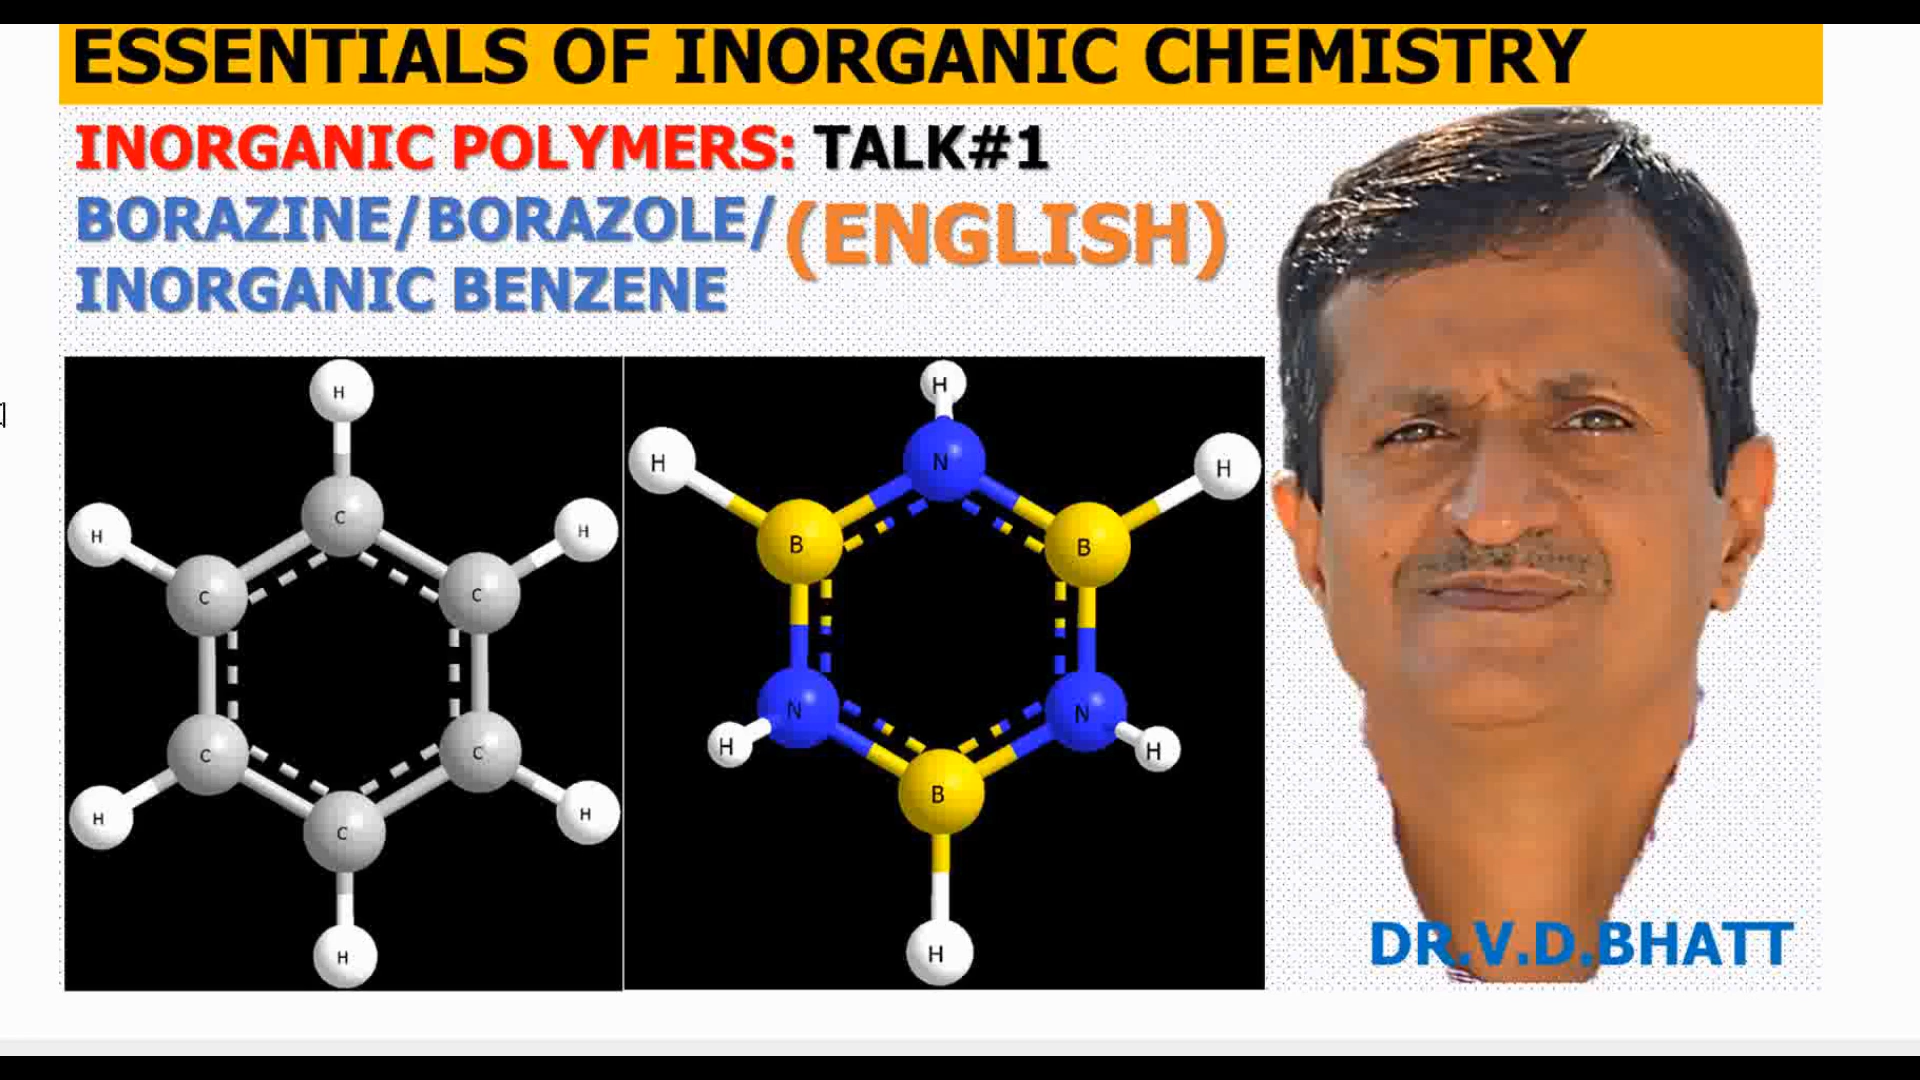 ESSENTIALS OF INORGANIC CHEMISTRY
INORGANIC POLYMERS: TALK#1
BORAZINE/BORAZOLE/ (ENGLISH)
INORGANIC BENZENE
H
H
H
C
C
C
C
C
C
H
H
H
H
N
H
H
B
B
N
N
H
H
B
H
DR.V.D.BHATT